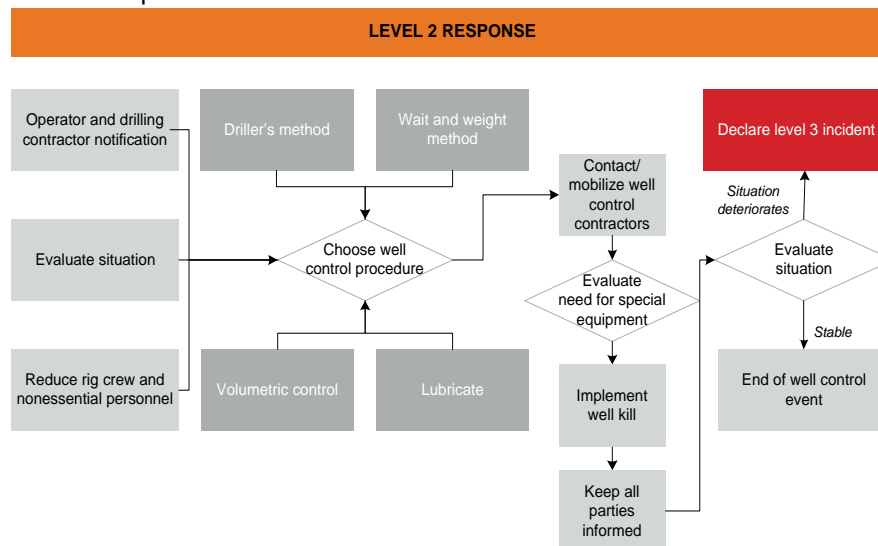 LEVEL 2 RESPONSE
Operator and drilling
contractor notification
Evaluate situation
Reduce rig crew and
nonessential personnel
Driller's method
Wait and weight
method
Choose well
control procedure
Volumetric control
Lubricate
Contact/
mobilize well
control
contractors
Evaluate
need for special
equipment
Implement
well kill
Keep all
parties
informed
Declare level 3 incident
Situation
deteriorates
Evaluate
situation
Stable
End of well control
event